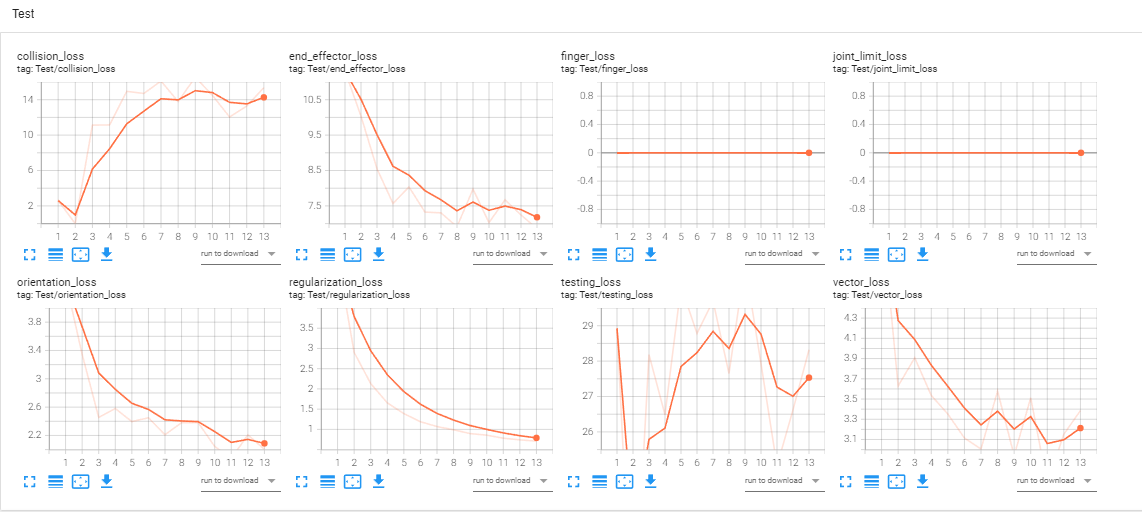 Test
collision_loss
tag: Test/collision_loss
14
10
6
2
1 2 3 4 5 6 7 8 9 10 11 12 13
run to download
end_effector_loss
tag: Test/end_effector_loss
10.5
9.5
8.5
7.5
1 2 3 4 5 6 7 8 9 10 11 12 13
run to download
finger_loss
tag: Test/finger_loss
0.8
0.4
0
-0.4
-0.8
1 2 3 4 5 6 7 8 9 10 11 12 13
run to download
joint_limit_loss
tag: Test/joint_limit_loss
0.8
0.4
0
-0.4
-0.8
1 2 3 4 5 6 7 8 9 10 11 12 13
run to download
orientation_loss
tag: Test/orientation_loss
3.8
3.4
3
2.6
2.2
1 2 3 4 5 6 7 8 9 10 11 12 13
run to download
regularization_loss
tag: Test/regularization_loss
3.5
3
2.5
2
1.5
1
1 2 3 4 5 6 7 8 9 10 11 12 13
run to download
testing_loss
tag: Test/testing_loss
29
28
27
26
1 2 3 4 5 6 7 8 9 10 11 12 13
run to download
vector_loss
tag: Test/vector_loss
4.3
4.1
3.9
3.7
3.5
3.3
3.1
1 2 3 4 5 6 7 8 9 10 11 12 13
run to download